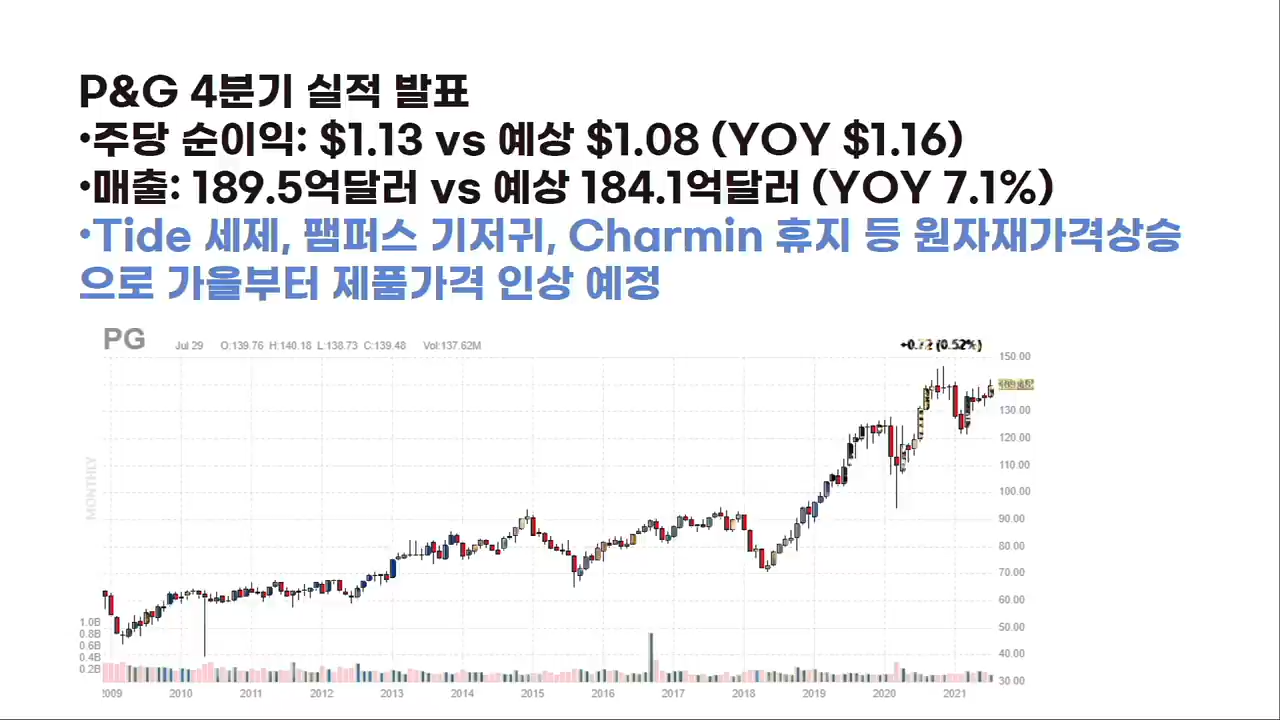 P&G 4분기 실적 발표
•주당 순이익: $1.13 vs 예상 $1.08 (YOY $1.16)
•매출: 189.5억달러 vs 예상 184.1억달러 (YOY 7.1%)
•Tide 세제, 팸퍼스 기저귀, Charmin 휴지 등 원자재가격상승
으로 가을부터 제품가격 인상 예정
PG Jul 29 O:139.76 H:140.18 L:138.73 C:139.48 Vol:137.62M (0.52%)
150.00
130.00
120.00
110.00
100.00
90.00
80.00
70.00
60.00
50.00
40.00
30.00
MONTHLY
1.0B
0.8B
0.6B
0.4B
0.2B
2009 2010 2011 2012 2013 2014 2015 2016 2017 2018 2019 2020 2021